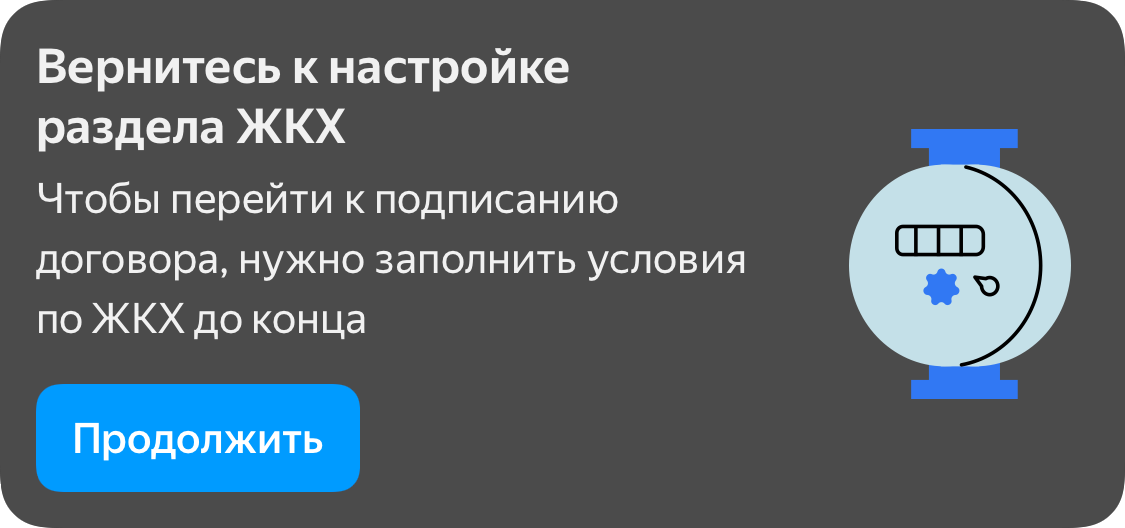 Вернитесь к настройке
раздела ЖКХ
Чтобы перейти к подписанию
договора, нужно заполнить условия
по ЖКХ до конца
Продолжить